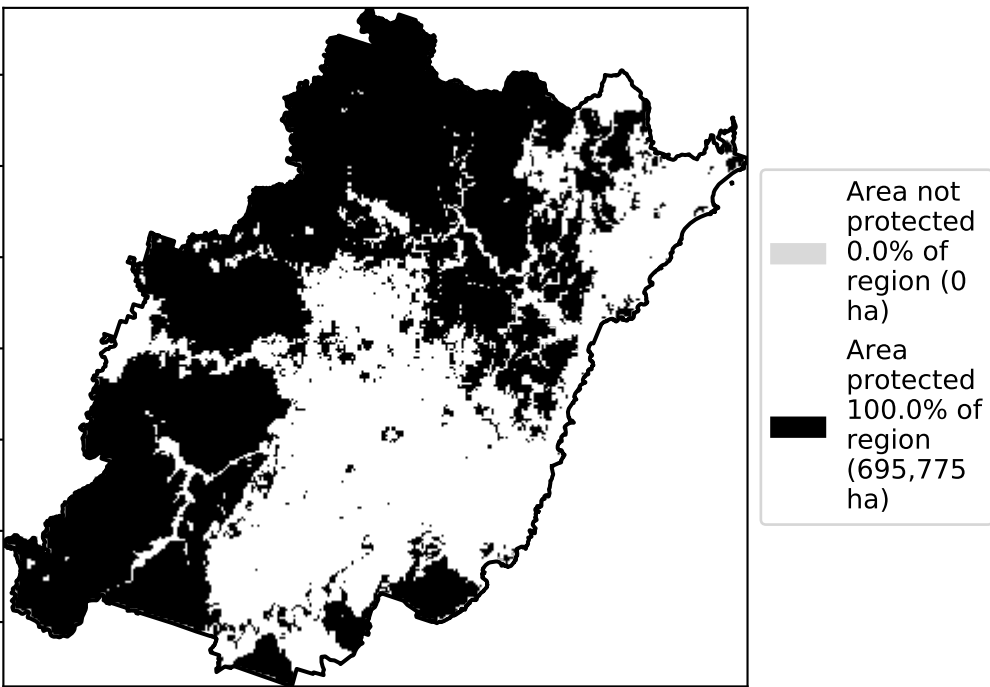 Area not
protected
0.0% of
region (0
ha)
Area
protected
100.0% of
region
(695,775
ha)